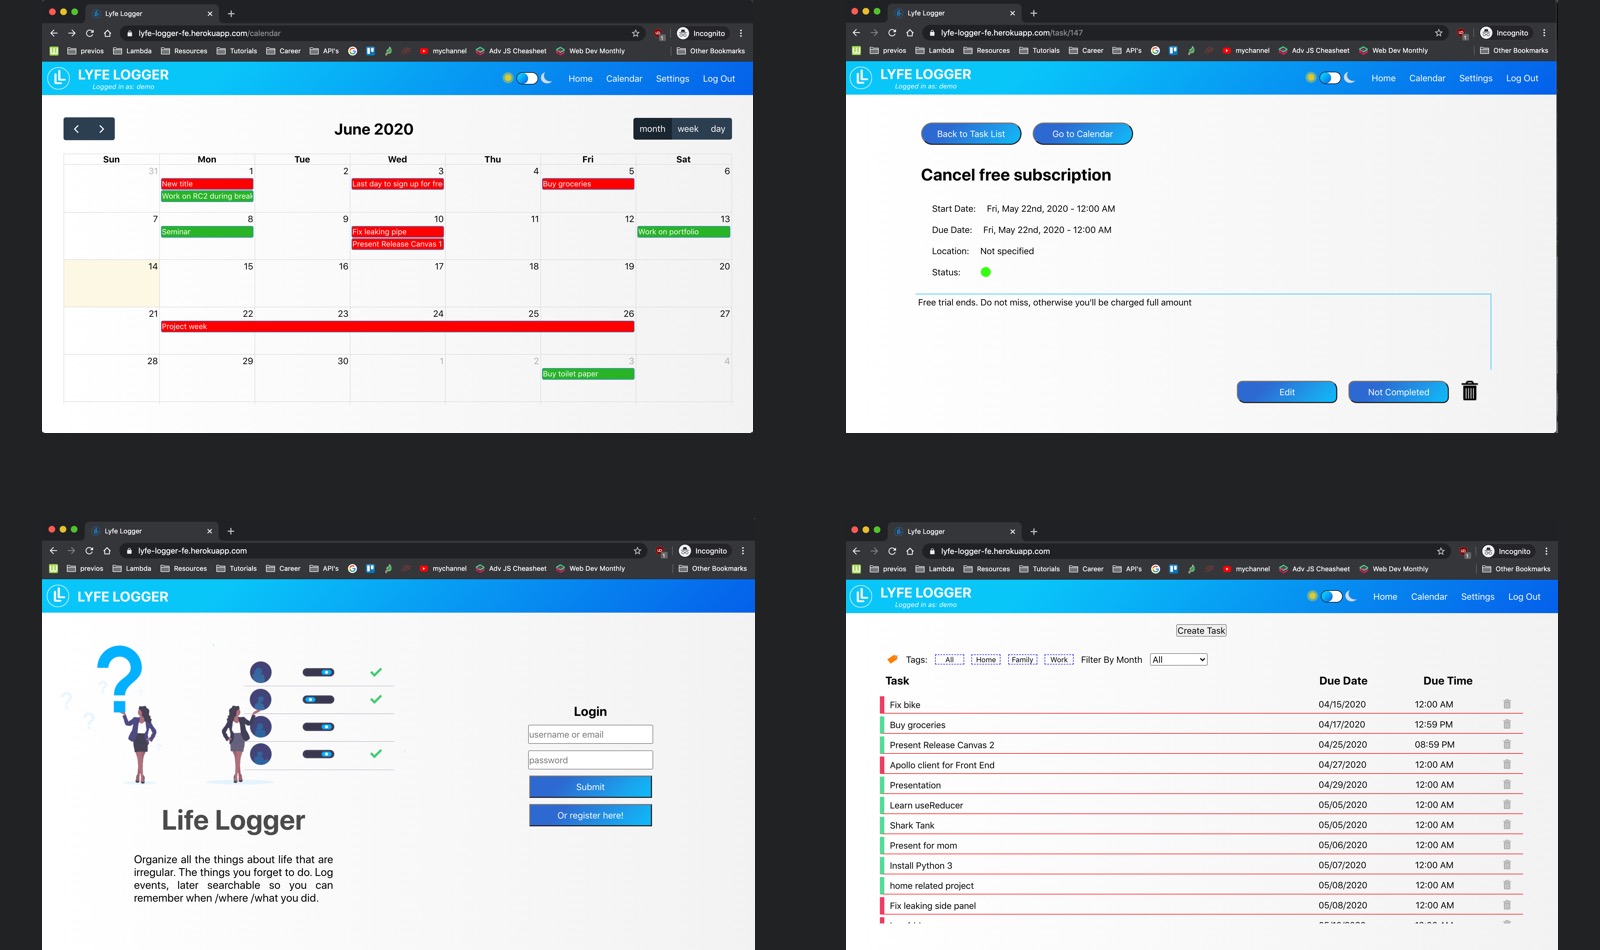 Lyfe Logger
lyfe-logger-fe.herokuapp.com/calendar
Incognito
previos Lambda Resources Tutorials Career API's mychannel Adv JS Cheasheet Web Dev Monthly Other Bookmarks
LYFE LOGGER
Logged in as: demo
Home Calendar Settings Log Out
June 2020
month week day
Sun Mon Tue Wed Thu Fri Sat
31 1 2 3 4 5 6
New title
Last day to sign up for fre
Buy groceries
Work on RC2 during break
7 8 9 10 11 12 13
Seminar
Fix leaking pipe
Work on portfolio
Present Release Canvas 1
14 15 16 17 18 19 20
21 22 23 24 25 26 27
Project week
28 29 30 1 2 3 4
Buy toilet paper
Lyfe Logger
lyfe-logger-fe.herokuapp.com/task/147
Incognito
previos Lambda Resources Tutorials Career API's mychannel Adv JS Cheasheet Web Dev Monthly Other Bookmarks
LYFE LOGGER
Logged in as: demo
Home Calendar Settings Log Out
Back to Task List Go to Calendar
Cancel free subscription
Start Date: Fri, May 22nd, 2020 - 12:00 AM
Due Date: Fri, May 22nd, 2020 - 12:00 AM
Location: Not specified
Status:
Free trial ends. Do not miss, otherwise you'll be charged full amount
Edit Not Completed
Lyfe Logger
lyfe-logger-fe.herokuapp.com
Incognito
previos Lambda Resources Tutorials Career API's mychannel Adv JS Cheasheet Web Dev Monthly Other Bookmarks
LYFE LOGGER
Life Logger
Organize all the things about life that are
irregular. The things you forget to do. Log
events, later searchable so you can
remember when /where /what you did.
Login
username or email
password
Submit
Or register here!
Lyfe Logger
lyfe-logger-fe.herokuapp.com
Incognito
previos Lambda Resources Tutorials Career API's mychannel Adv JS Cheasheet Web Dev Monthly Other Bookmarks
LYFE LOGGER
Logged in as: demo
Home Calendar Settings Log Out
Create Task
Tags: All Home Family Work Filter By Month All
Task Due Date Due Time
Fix bike 04/15/2020 12:00 AM
Buy groceries 04/17/2020 12:59 PM
Present Release Canvas 2 04/25/2020 08:59 PM
Apollo client for Front End 04/27/2020 12:00 AM
Presentation 04/29/2020 12:00 AM
Learn useReducer 05/05/2020 12:00 AM
Shark Tank 05/05/2020 12:00 AM
Present for mom 05/06/2020 12:00 AM
Install Python 3 05/07/2020 12:00 AM
home related project 05/08/2020 12:00 AM
Fix leaking side panel 05/08/2020 12:00 AM